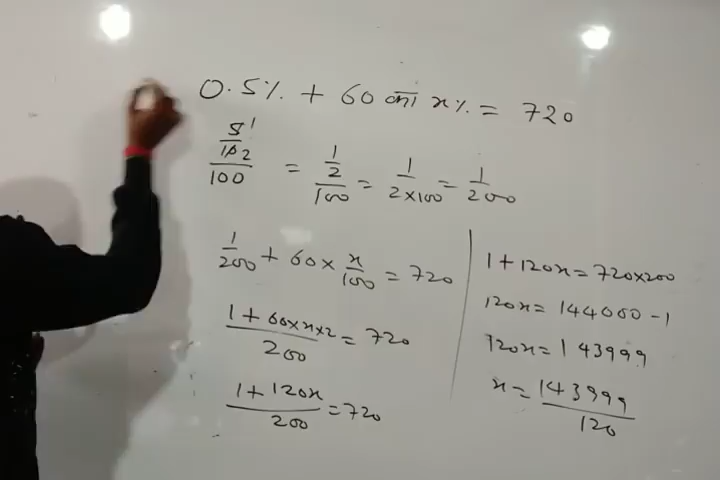 0.5% + 60 का x% = 720
5 1
10 2
100
= 1/2 / 100 = 1/2×100 = 1/200
1/200 + 60 × x/100 = 720
1 + 60×x×2 / 200 = 720
1 + 120x / 200 = 720
1 + 120x = 720×200
120x = 144000 - 1
120x = 143999
x = 143999 / 120